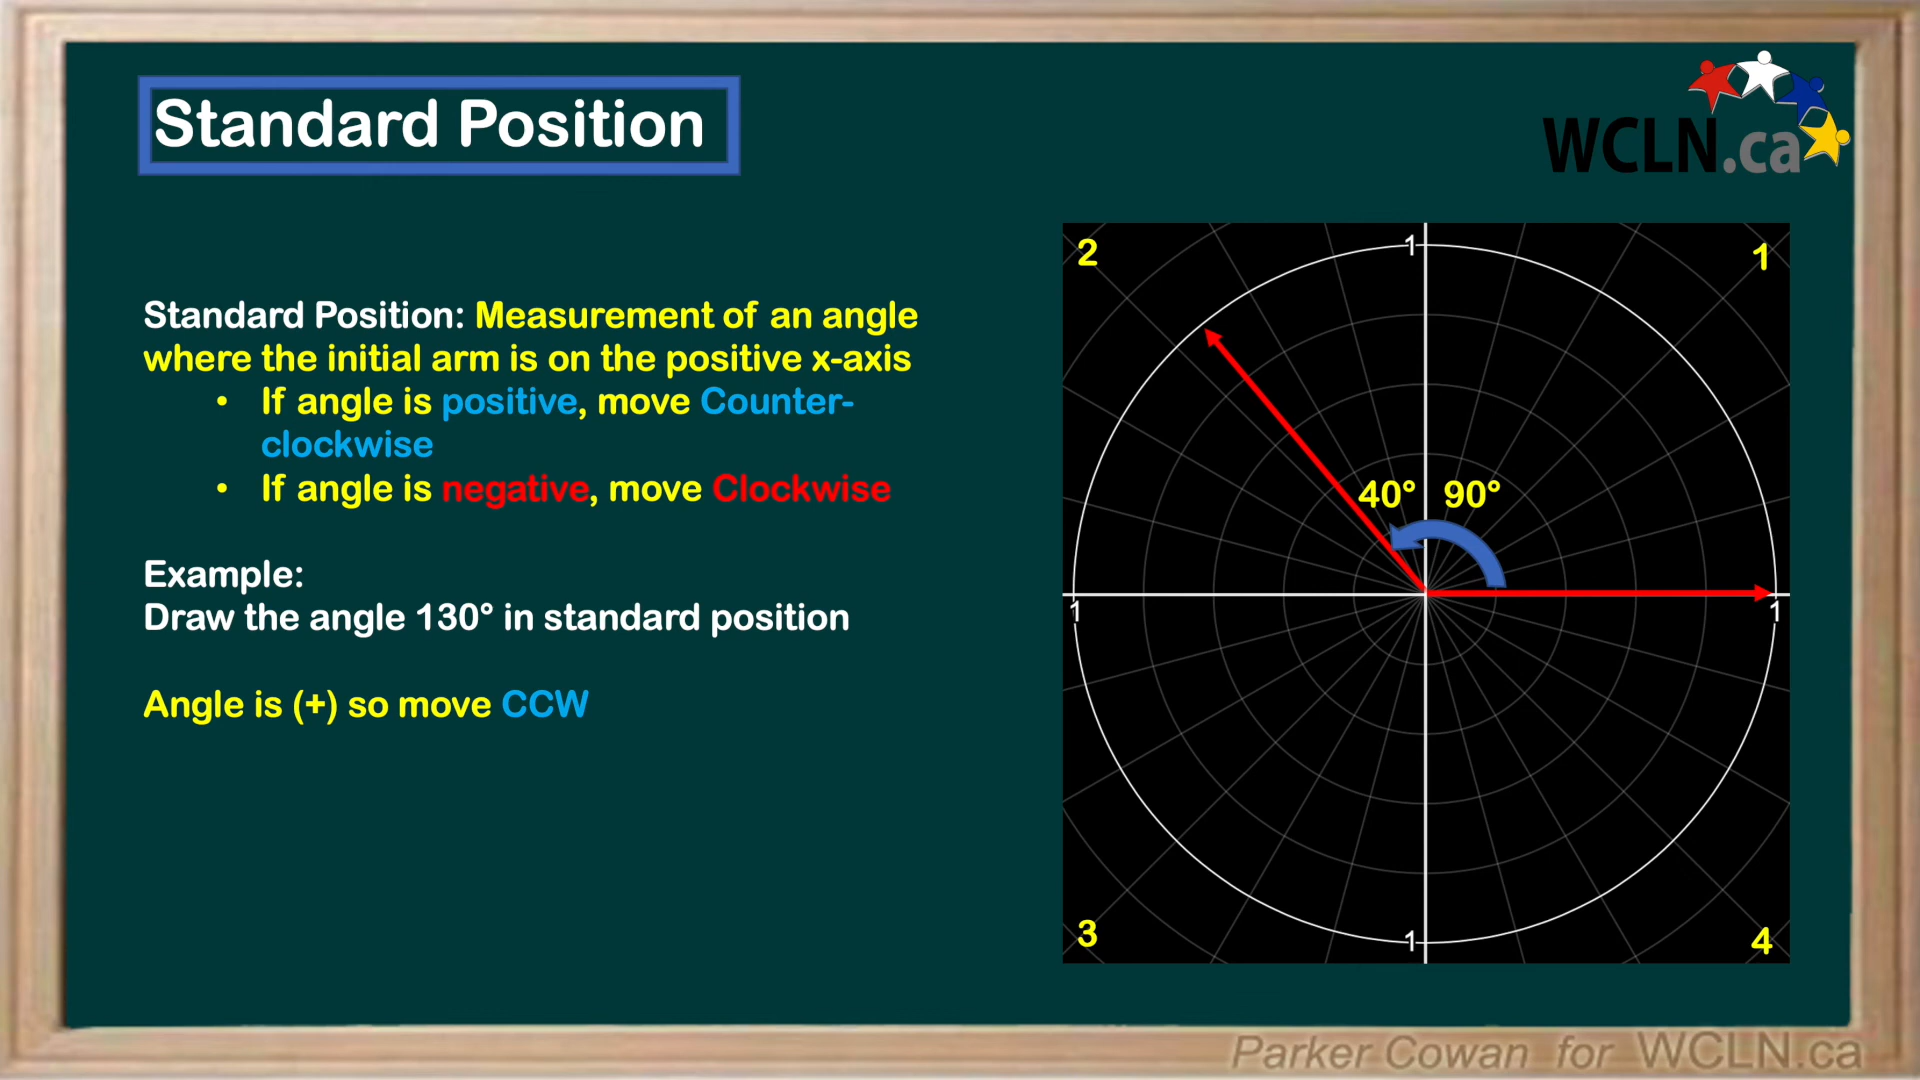 Standard Position
WCLN.ca
Standard Position: Measurement of an angle
where the initial arm is on the positive x-axis
• If angle is positive, move Counter-
clockwise
• If angle is negative, move Clockwise
Example:
Draw the angle 130° in standard position
Angle is (+) so move CCW
2 1 1
40° 90°
1 1
3 1 4
Parker Cowan for WCLN.ca